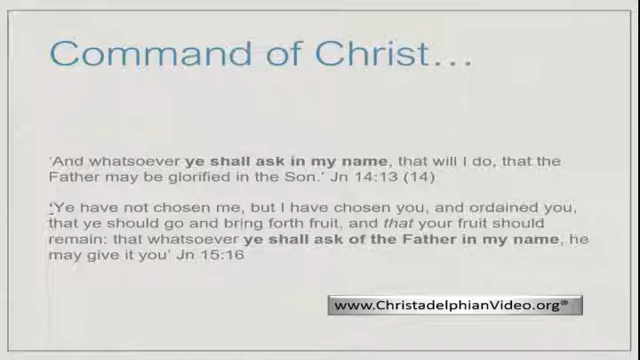 Command of Christ…
'And whatsoever ye shall ask in my name, that will I do, that the
Father may be glorified in the Son.' Jn 14:13 (14)
'Ye have not chosen me, but I have chosen you, and ordained you,
that ye should go and bring forth fruit, and that your fruit should
remain: that whatsoever ye shall ask of the Father in my name, he
may give it you' Jn 15:16
www.ChristadelphianVideo.org®